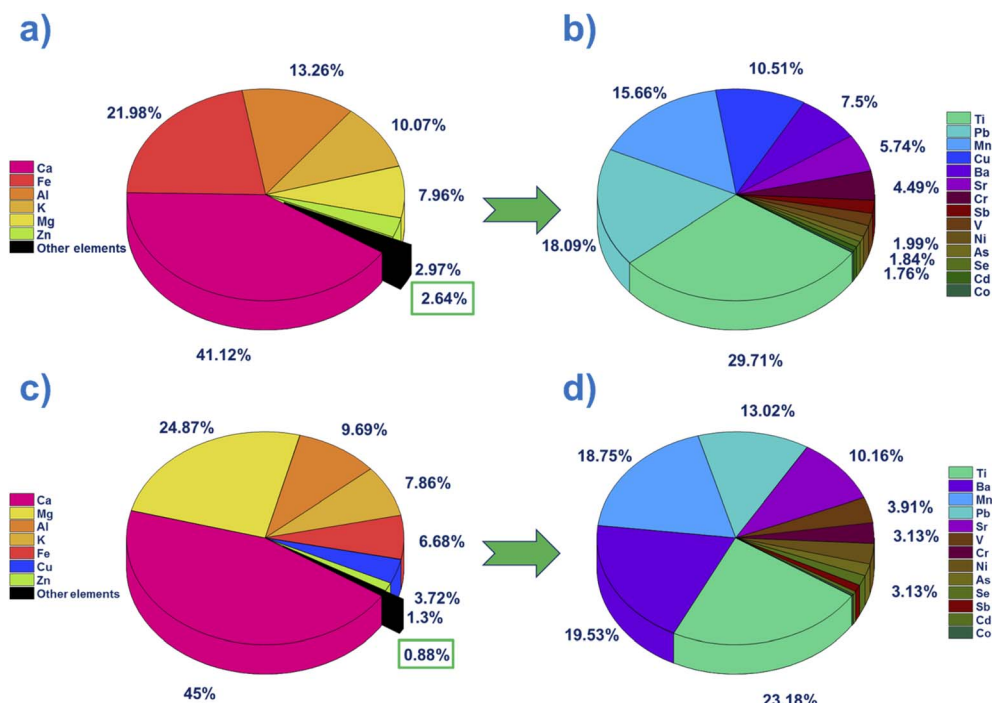 a)
13.26%
21.98%
10.07%
7.96%
2.97%
2.64%
41.12%
Ca
Fe
Al
K
Mg
Zn
Other elements
b)
10.51%
15.66%
7.5%
5.74%
4.49%
1.99%
1.84%
1.76%
18.09%
29.71%
Ti
Pb
Mn
Cu
Ba
Sr
Cr
Sb
V
Ni
As
Se
Cd
Co
c)
24.87%
9.69%
7.86%
6.68%
3.72%
1.3%
0.88%
45%
Ca
Mg
Al
K
Fe
Cu
Zn
Other elements
d)
13.02%
18.75%
10.16%
3.91%
3.13%
3.13%
19.53%
23.18%
Ti
Ba
Mn
Pb
Sr
V
Cr
Ni
As
Se
Sb
Cd
Co